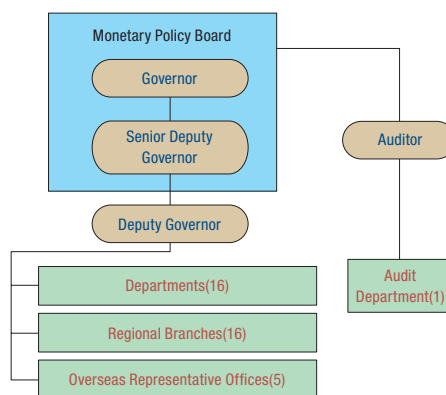 Monetary Policy Board
Governor
Senior Deputy
Governor
Auditor
Deputy Governor
Departments(16)
Audit
Department(1)
Regional Branches(16)
Overseas Representative Offices(5)